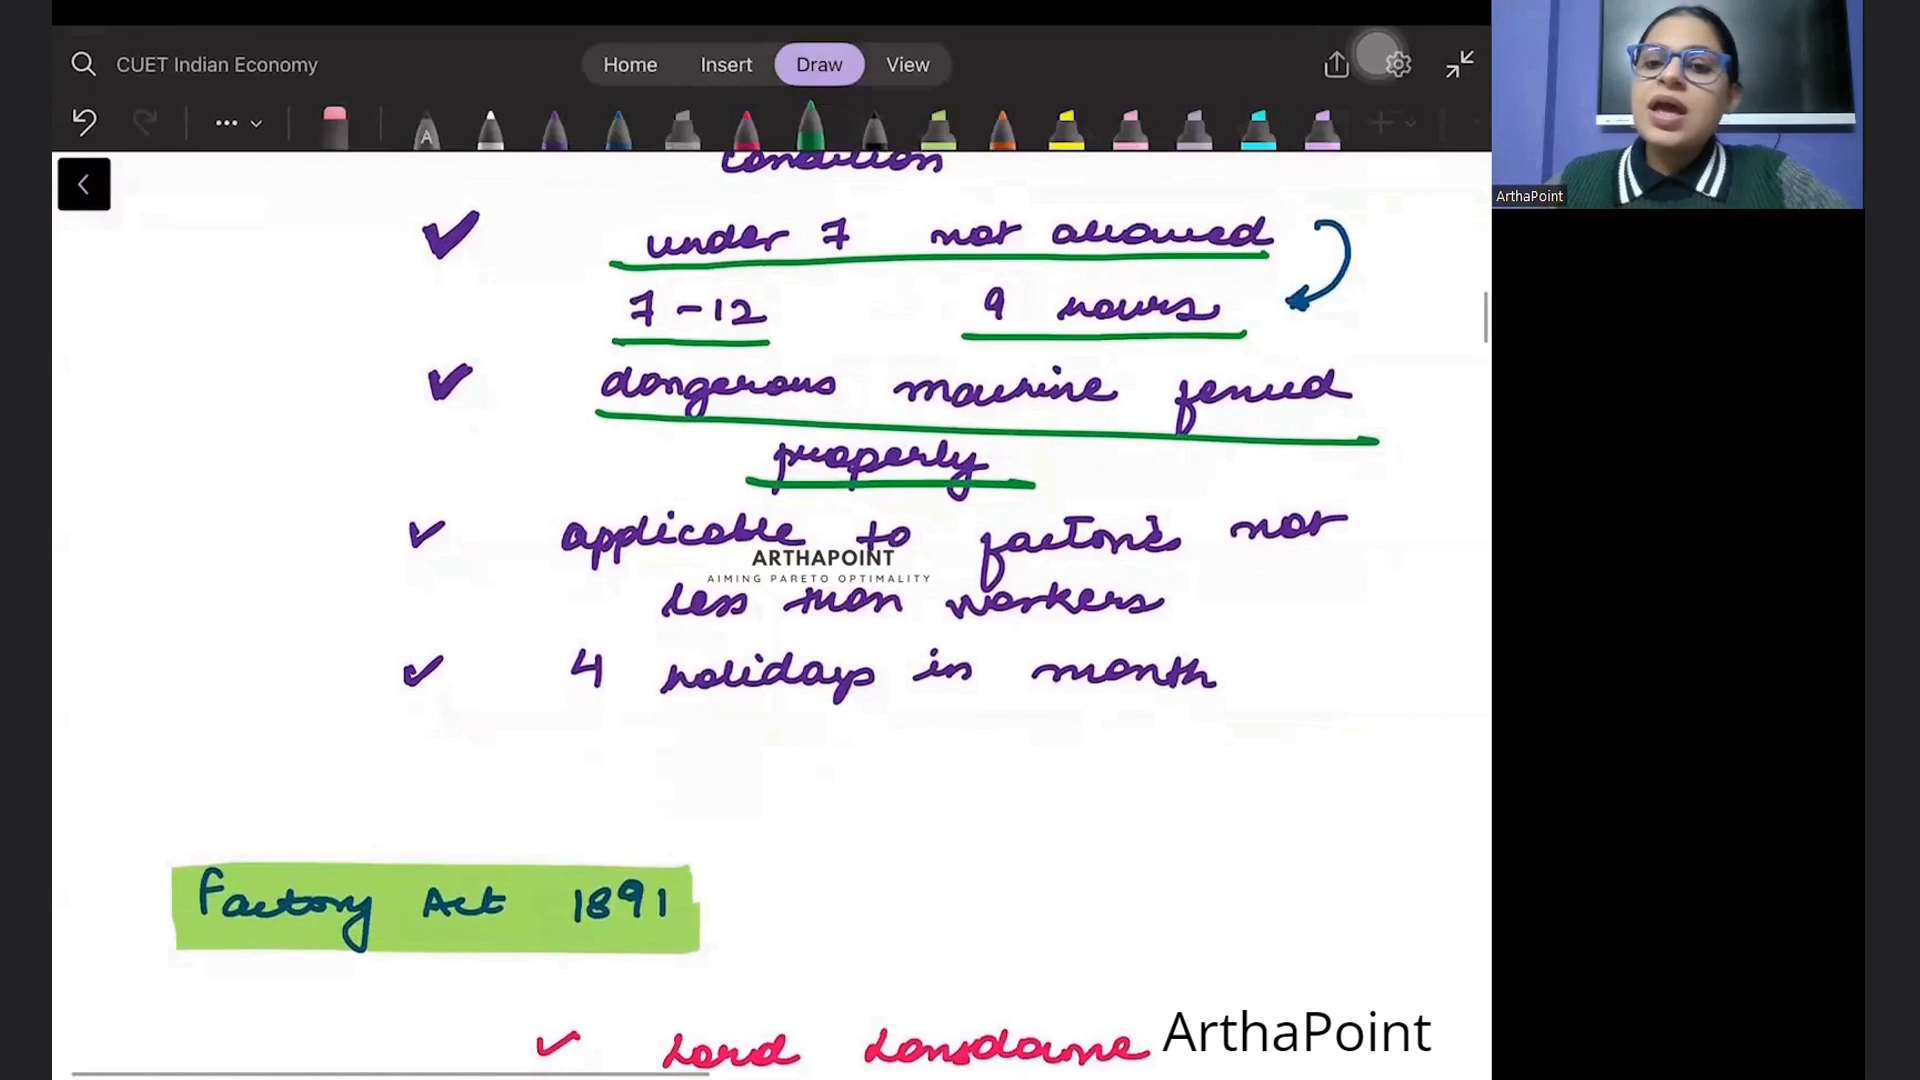 CUET Indian Economy
Home Insert Draw View
A
ArthaPoint
condition
under 7 not allowed
7-12 9 hours
dangerous machine fenced
properly
applicable to factories not
ARTHAPOINT
AIMING PARETO OPTIMALITY
less than workers
4 holidays in month
Factory Act 1891
Lord Lansdowne
ArthaPoint